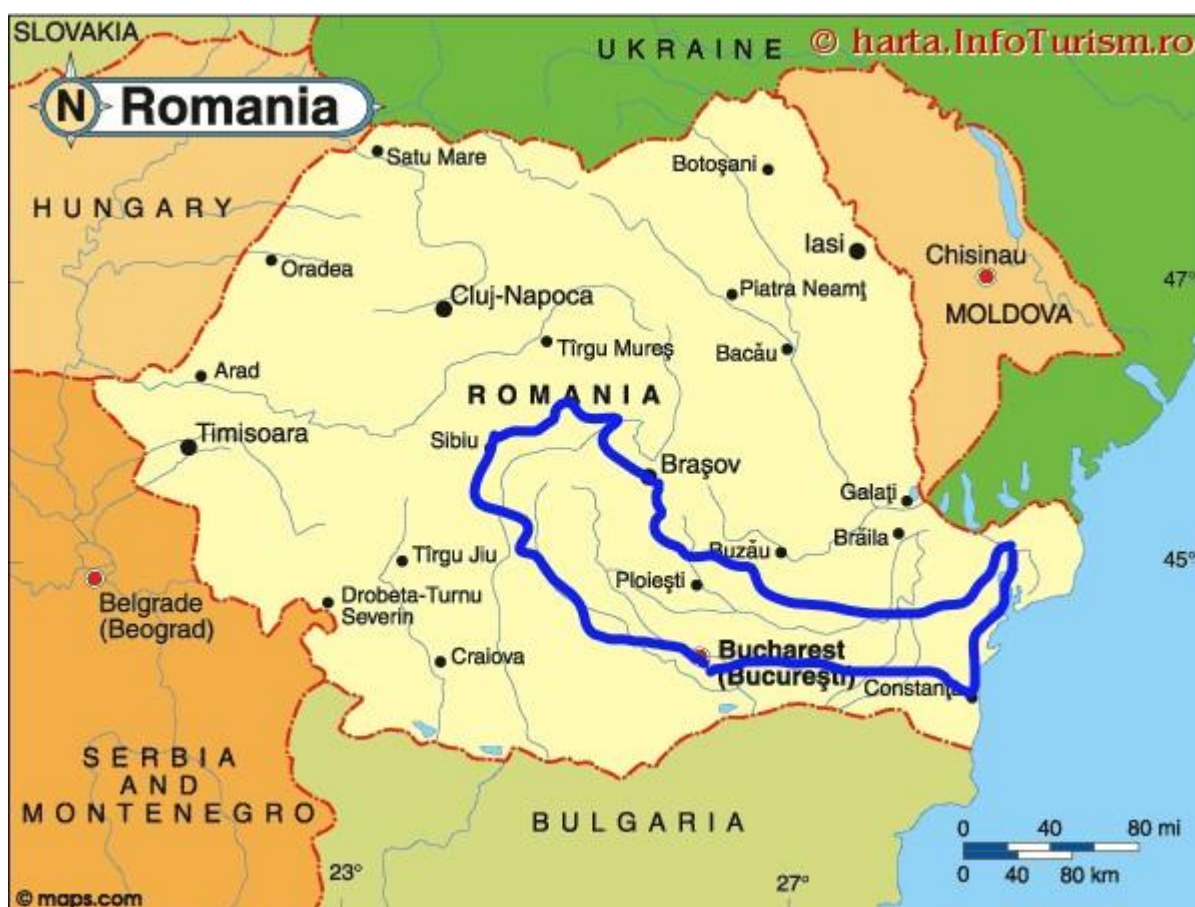 SLOVAKIA
UKRAINE
© harta.InfoTurism.ro
N Romania
Satu Mare
Botoşani
HUNGARY
Iasi
Oradea
Chisinau
47°
Cluj-Napoca
Piatra Neamţ
MOLDOVA
Tîrgu Mureş
Bacău
Arad
ROMANIA
Timisoara
Sibiu
Braşov
Galaţi
Brăila
Tîrgu Jiu
Buzău
45°
Ploieşti
Belgrade
(Beograd)
Drobeta-Turnu
Severin
Craiova
Bucharest
(Bucureşti)
Constanţa
SERBIA
AND
MONTENEGRO
BULGARIA
0 40 80 mi
0 40 80 km
23°
27°
© maps.com